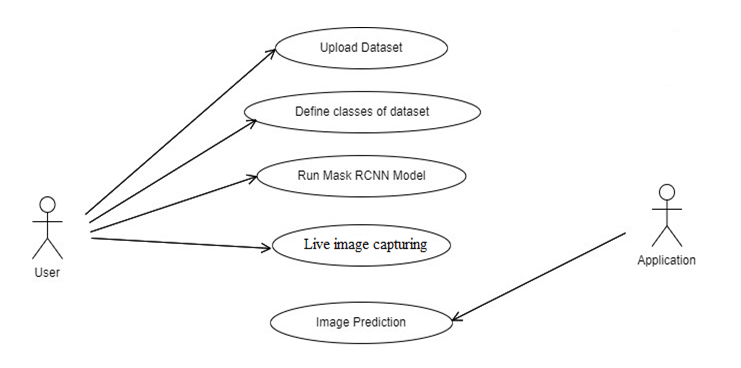 Upload Dataset
Define classes of dataset
Run Mask RCNN Model
Live image capturing
User
Application
Image Prediction